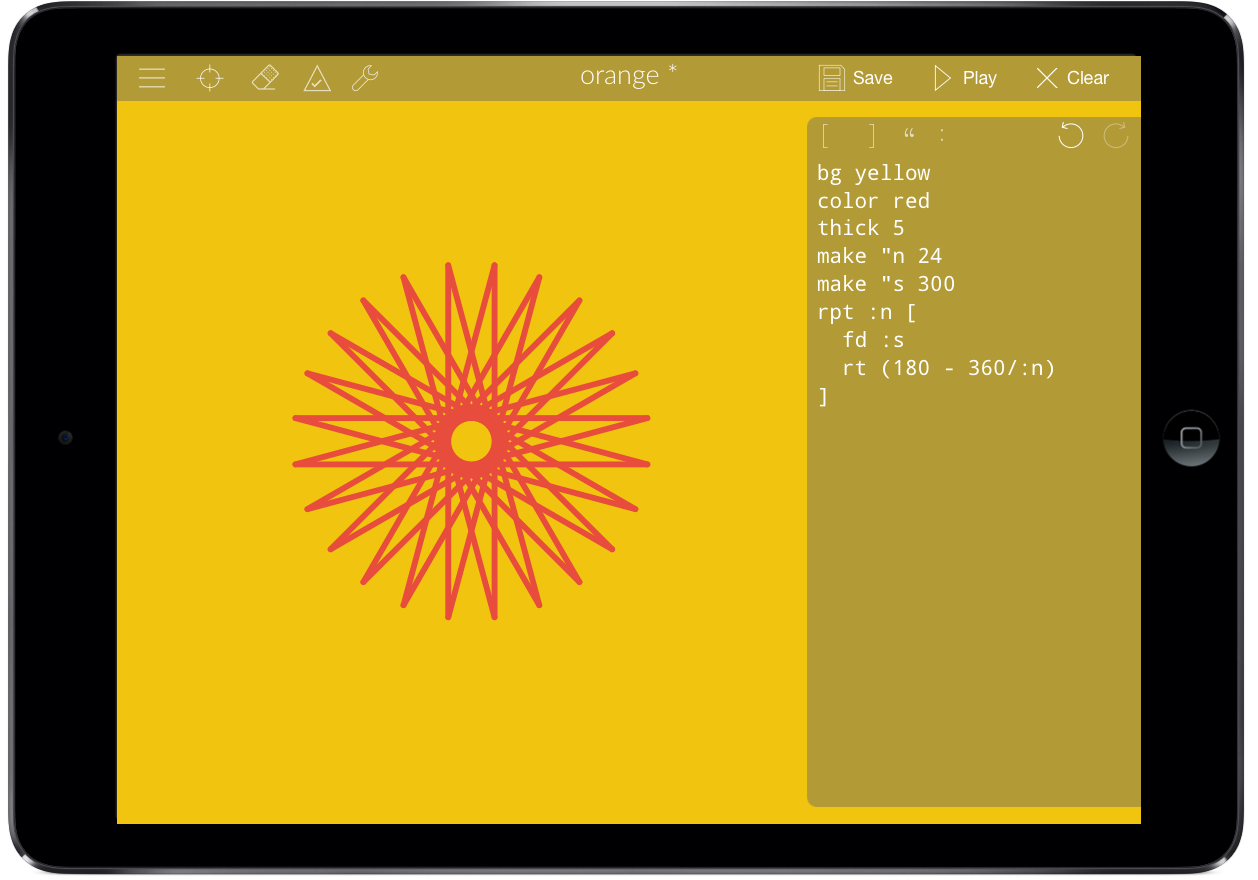 orange *
Save
Play
Clear
[ ] “ :
bg yellow
color red
thick 5
make "n 24
make "s 300
rpt :n [
  fd :s
  rt (180 - 360/:n)
]